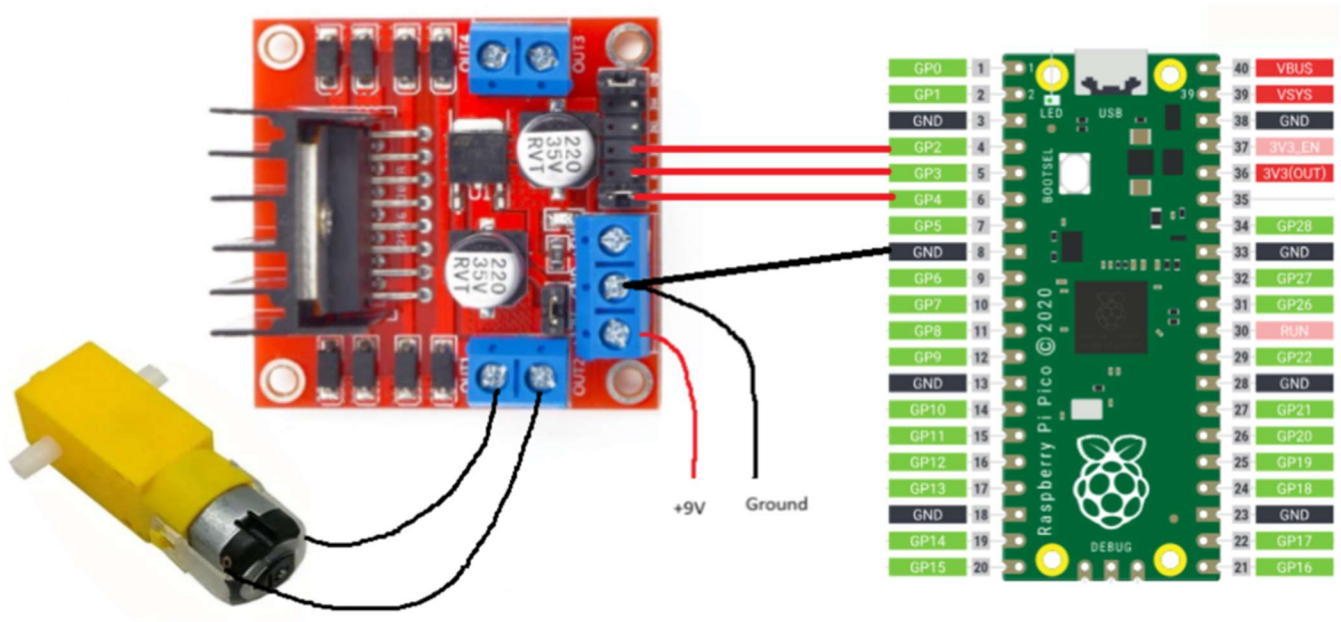 OUT4
OUT3
220
35V
RVT
220
35V
RVT
OUT1
OUT2
+9V
Ground
GP0 1
GP1 2
GND 3
GP2 4
GP3 5
GP4 6
GP5 7
GND 8
GP6 9
GP7 10
GP8 11
GP9 12
GND 13
GP10 14
GP11 15
GP12 16
GP13 17
GND 18
GP14 19
GP15 20
1
2
39
LED
USB
BOOTSEL
Raspberry Pi Pico © 2020
DEBUG
40 VBUS
39 VSYS
38 GND
37 3V3_EN
36 3V3(OUT)
35
34 GP28
33 GND
32 GP27
31 GP26
30 RUN
29 GP22
28 GND
27 GP21
26 GP20
25 GP19
24 GP18
23 GND
22 GP17
21 GP16